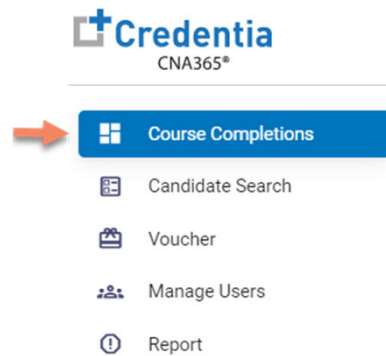 Credentia
CNA365®
Course Completions
Candidate Search
Voucher
Manage Users
Report